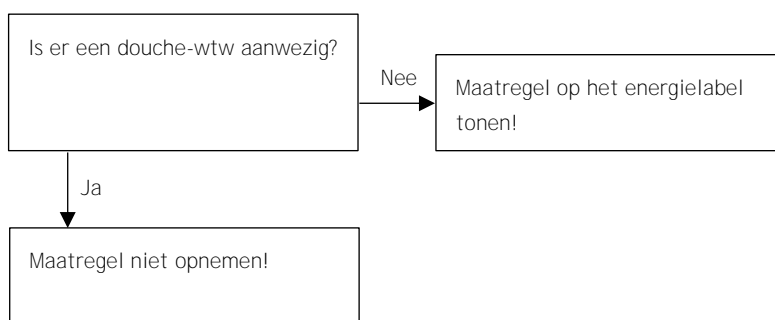 Is er een douche-wtw aanwezig?
Nee
Maatregel op het energielabel
tonen!
Ja
Maatregel niet opnemen!